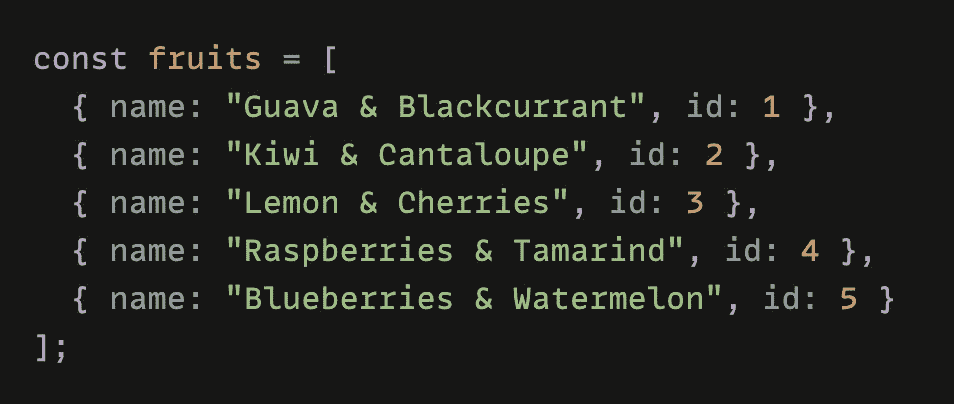 const fruits = [
  { name: "Guava & Blackcurrant", id: 1 },
  { name: "Kiwi & Cantaloupe", id: 2 },
  { name: "Lemon & Cherries", id: 3 },
  { name: "Raspberries & Tamarind", id: 4 },
  { name: "Blueberries & Watermelon", id: 5 }
];